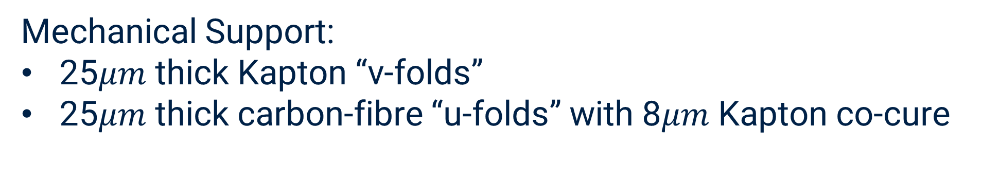 Mechanical Support:
• 25μm thick Kapton “v-folds”
• 25μm thick carbon-fibre “u-folds” with 8μm Kapton co-cure